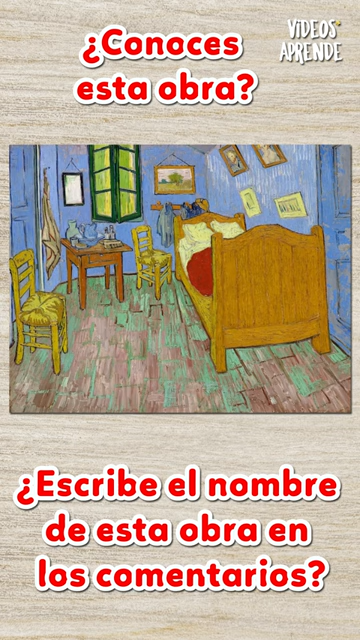 ¿Conoces
esta obra?
ViDEOS
APRENDE
¿Escribe el nombre
de esta obra en
los comentarios?